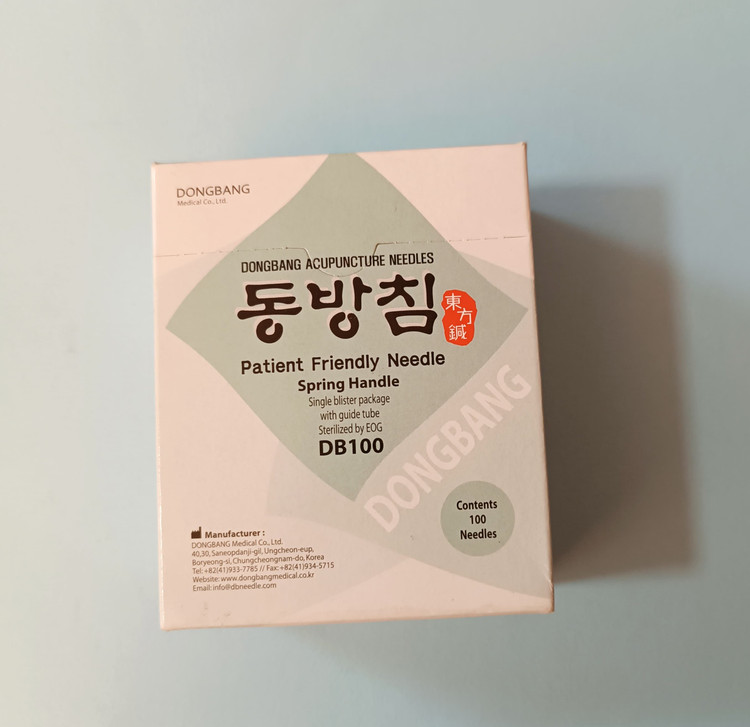 DONGBANG
Medical Co., Ltd.
DONGBANG ACUPUNCTURE NEEDLES
동방침
東方鍼
Patient Friendly Needle
Spring Handle
Single blister package
with guide tube
Sterilized by EOG
DB100
DONGBANG
Contents
100
Needles
Manufacturer :
DONGBANG Medical Co., Ltd.
40,30, Saneopdanji-gil, Ungcheon-eup,
Boryeong-si, Chungcheongnam-do, Korea
Tel: +82(41)933-7785 // Fax: +82(41)934-5715
Website: www.dongbangmedical.co.kr
Email: info@dbneedle.com